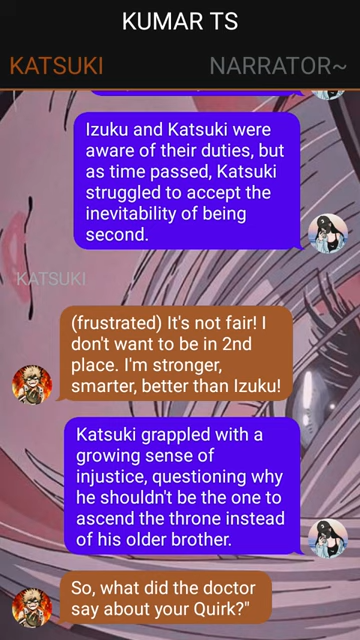 KUMAR TS
KATSUKI
NARRATOR~
Izuku and Katsuki were
aware of their duties, but
as time passed, Katsuki
struggled to accept the
inevitability of being
second.
KATSUKI
(frustrated) It's not fair! I
don't want to be in 2nd
place. I'm stronger,
smarter, better than Izuku!
Katsuki grappled with a
growing sense of
injustice, questioning why
he shouldn't be the one to
ascend the throne instead
of his older brother.
So, what did the doctor
say about your Quirk?"